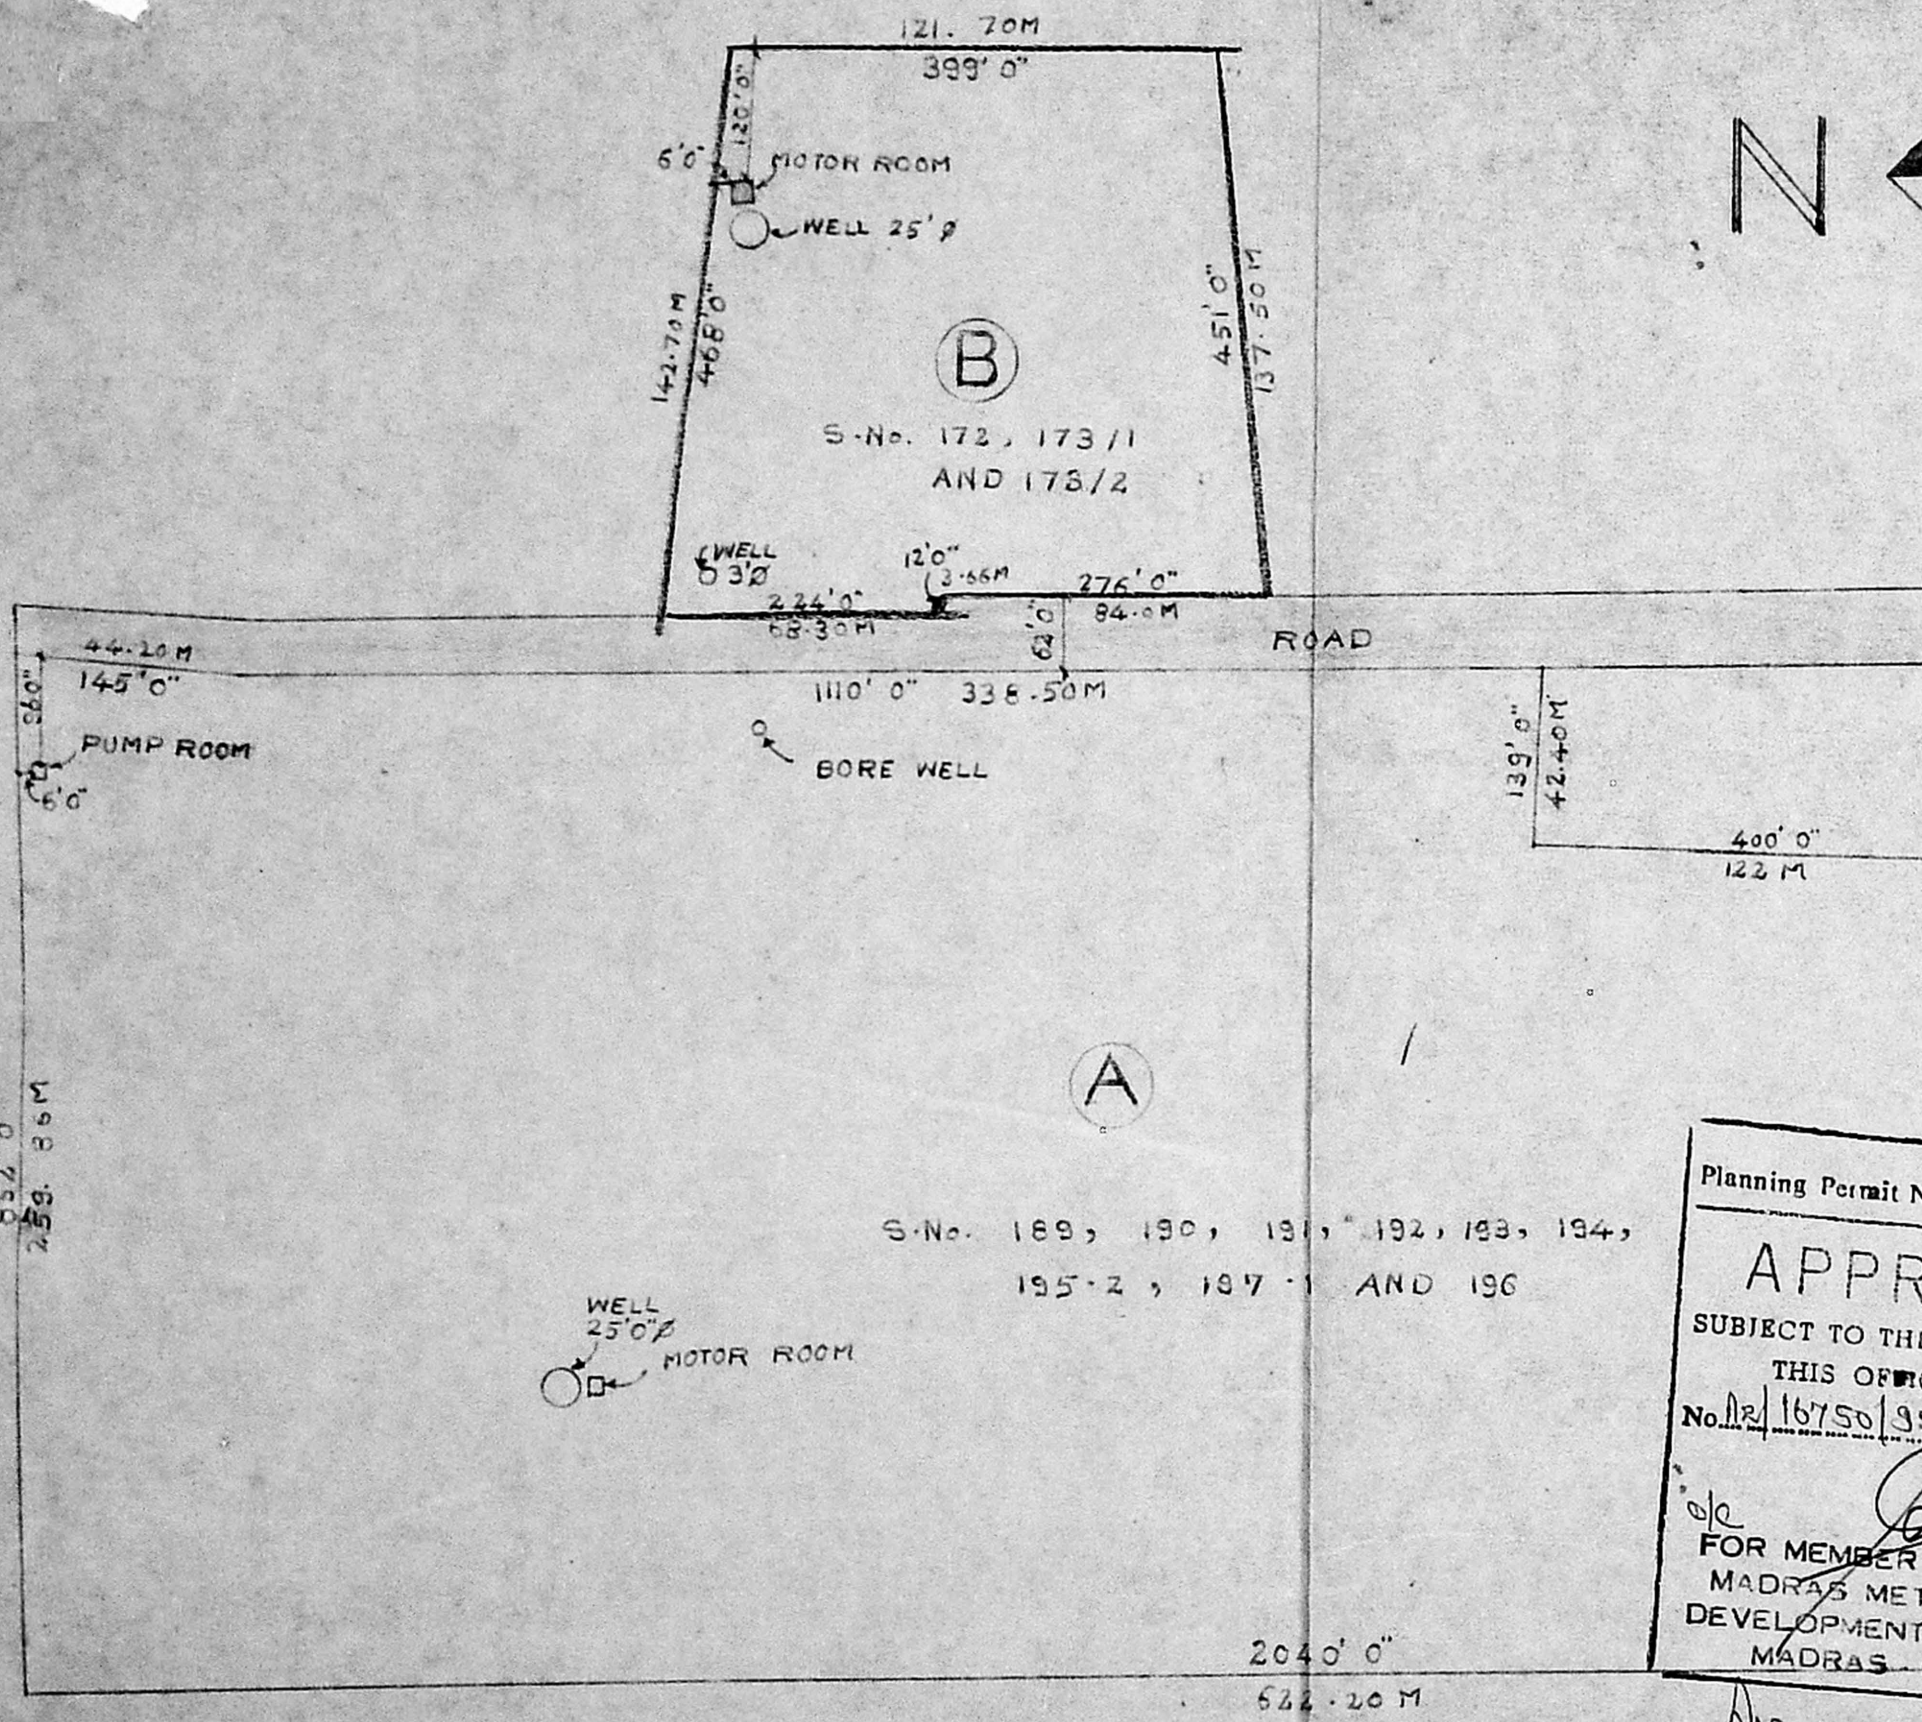 121. 70M
399' 0"
120'0"
6'0"
MOTOR ROOM
WELL 25' ø
142.70M
468'0"
451' 0"
137.50M
B
S.No. 172, 173/1
AND 173/2
WELL
3'Ø
12'0"
3.66M
276' 0"
84.0M
224'0"
68.30M
62'0"
ROAD
44.20M
145'0"
1110' 0" 338.50M
PUMP ROOM
6'0"
BORE WELL
139' 0"
42.40M
400' 0"
122 M
N
A
259.86M
S.No. 189, 190, 191, 192, 193, 194,
195-2, 197-1 AND 196
WELL
25'0"Ø
MOTOR ROOM
2040' 0"
622.20 M
Planning Permit
SUBJECT TO
THIS
No. 16750
FOR MEMBER
MADRAS
DEVELOPMENT
MADRAS